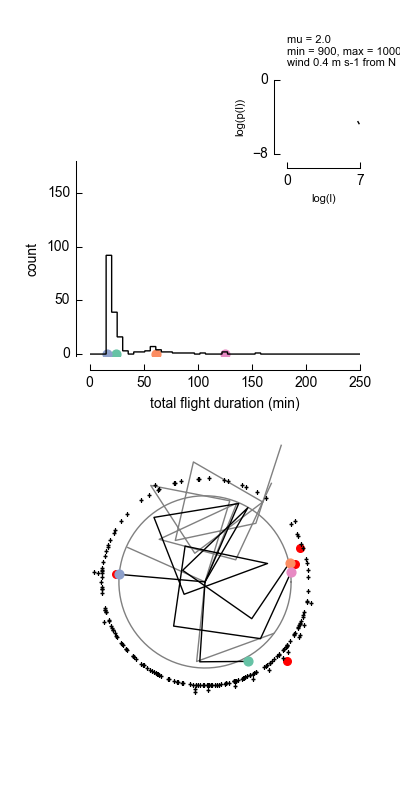 mu = 2.0
min = 900, max = 1000
wind 0.4 m s-1 from N
0
log(p(l))
−8
0
7
log(l)
150
100
50
0
count
0
50
100
150
200
250
total flight duration (min)